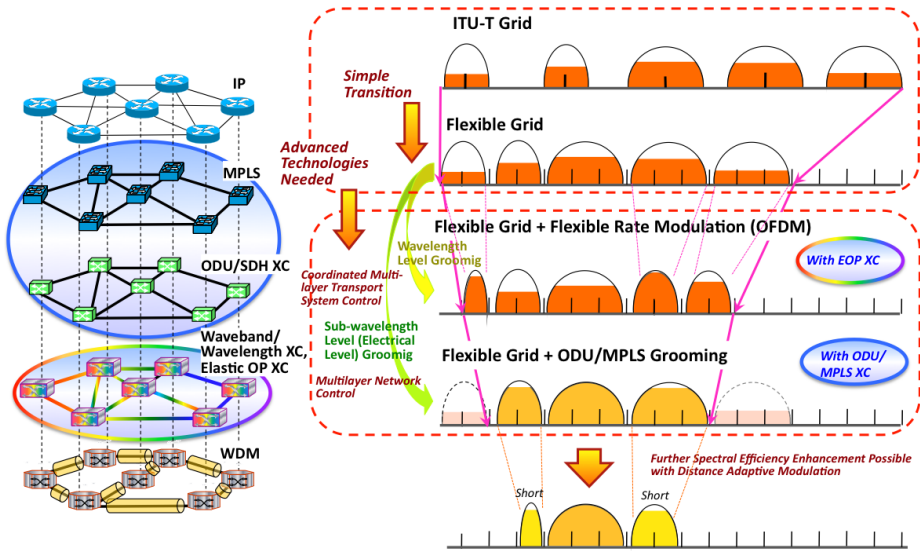 IP
MPLS
ODU/SDH XC
Waveband/
Wavelength XC,
Elastic OP XC
WDM
ITU-T Grid
Simple
Transition
Flexible Grid
Advanced
Technologies
Needed
Flexible Grid + Flexible Rate Modulation (OFDM)
Wavelength
Level Groomig
With EOP XC
Coordinated Multi-
layer Transport
System Control
Sub-wavelength
Level (Electrical
Level) Groomig
Flexible Grid + ODU/MPLS Grooming
With ODU/
MPLS XC
Multilayer Network
Control
Further Spectral Efficiency Enhancement Possible
with Distance Adaptive Modulation
Short
Short